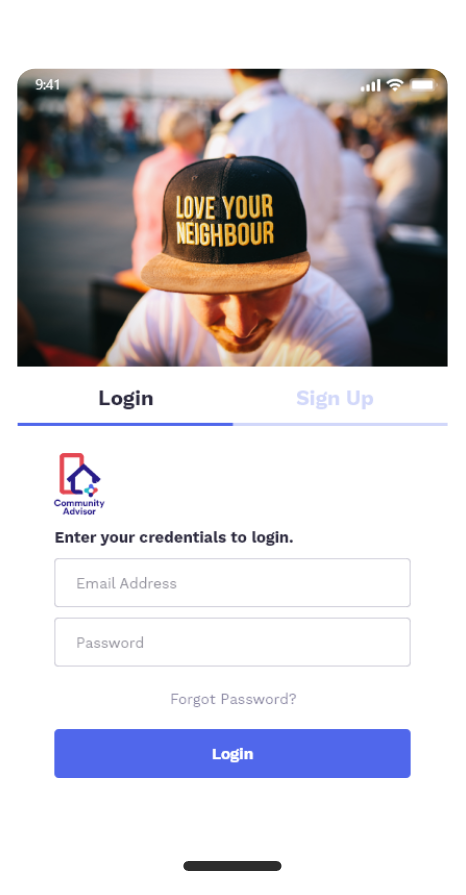 9:41
LOVE YOUR
NEIGHBOUR
Login
Sign Up
Community
Advisor
Enter your credentials to login.
Email Address
Password
Forgot Password?
Login